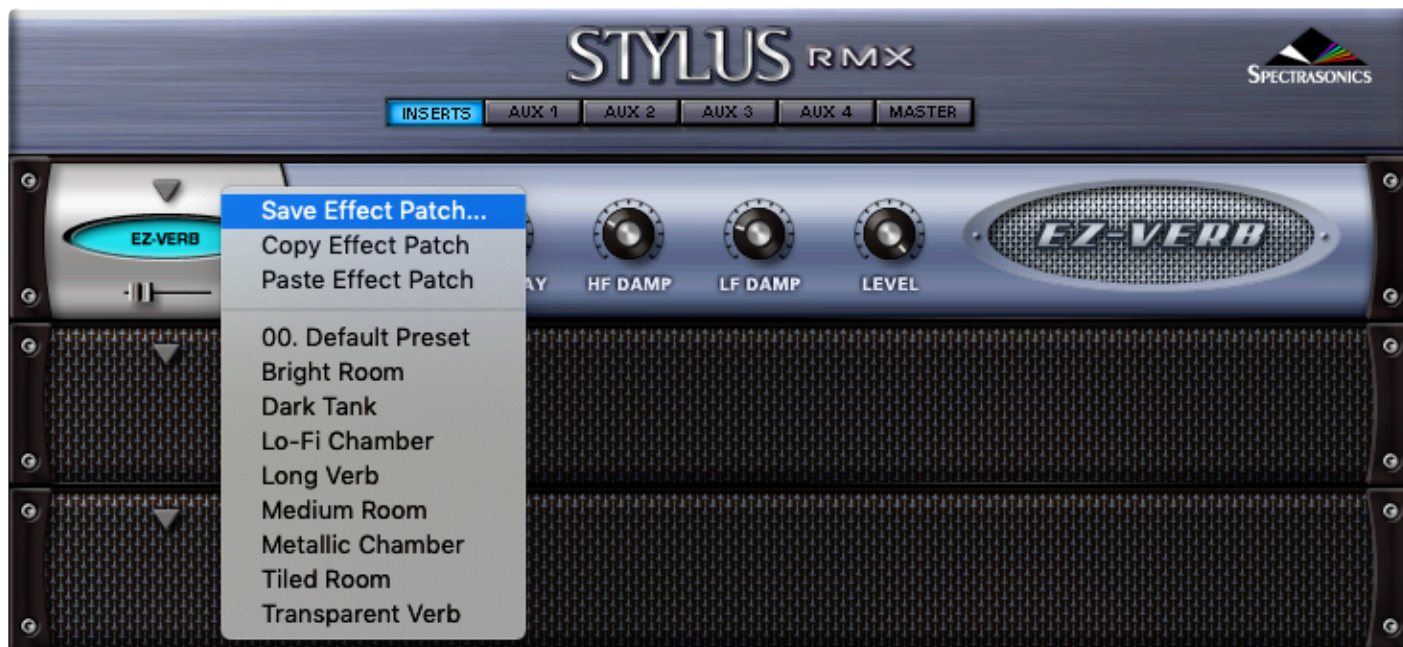 STYLUS RMX
SPECTRASONICS
INSERTS AUX 1 AUX 2 AUX 3 AUX 4 MASTER
EZ-VERB
Save Effect Patch...
Copy Effect Patch
Paste Effect Patch
00. Default Preset
Bright Room
Dark Tank
Lo-Fi Chamber
Long Verb
Medium Room
Metallic Chamber
Tiled Room
Transparent Verb
HF DAMP LF DAMP LEVEL
EZ-VERB